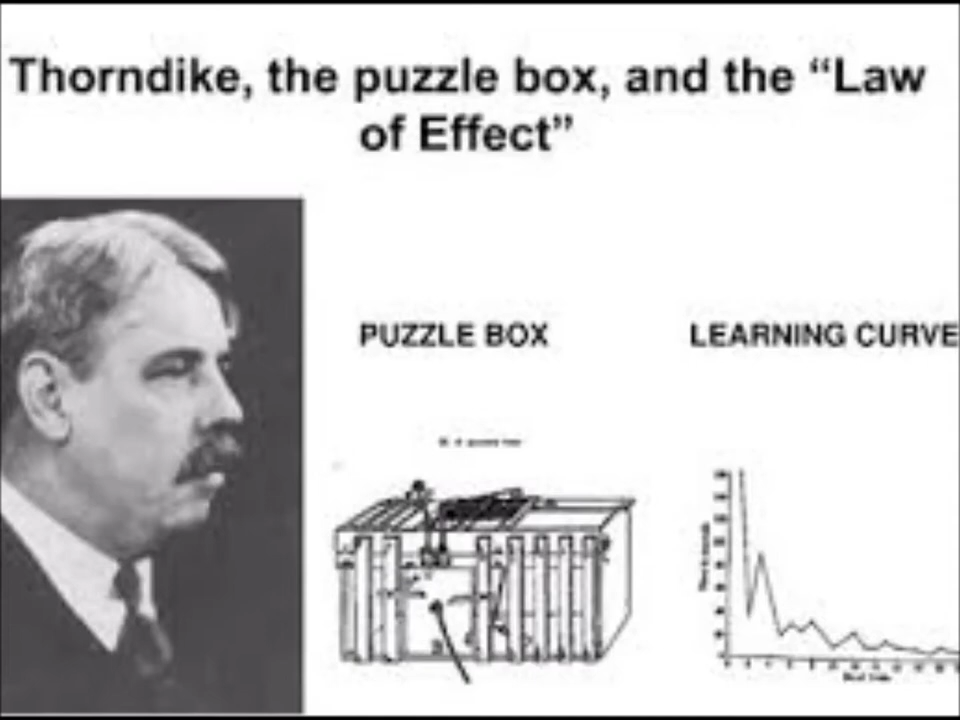 Thorndike, the puzzle box, and the “Law
of Effect”
PUZZLE BOX
LEARNING CURVE